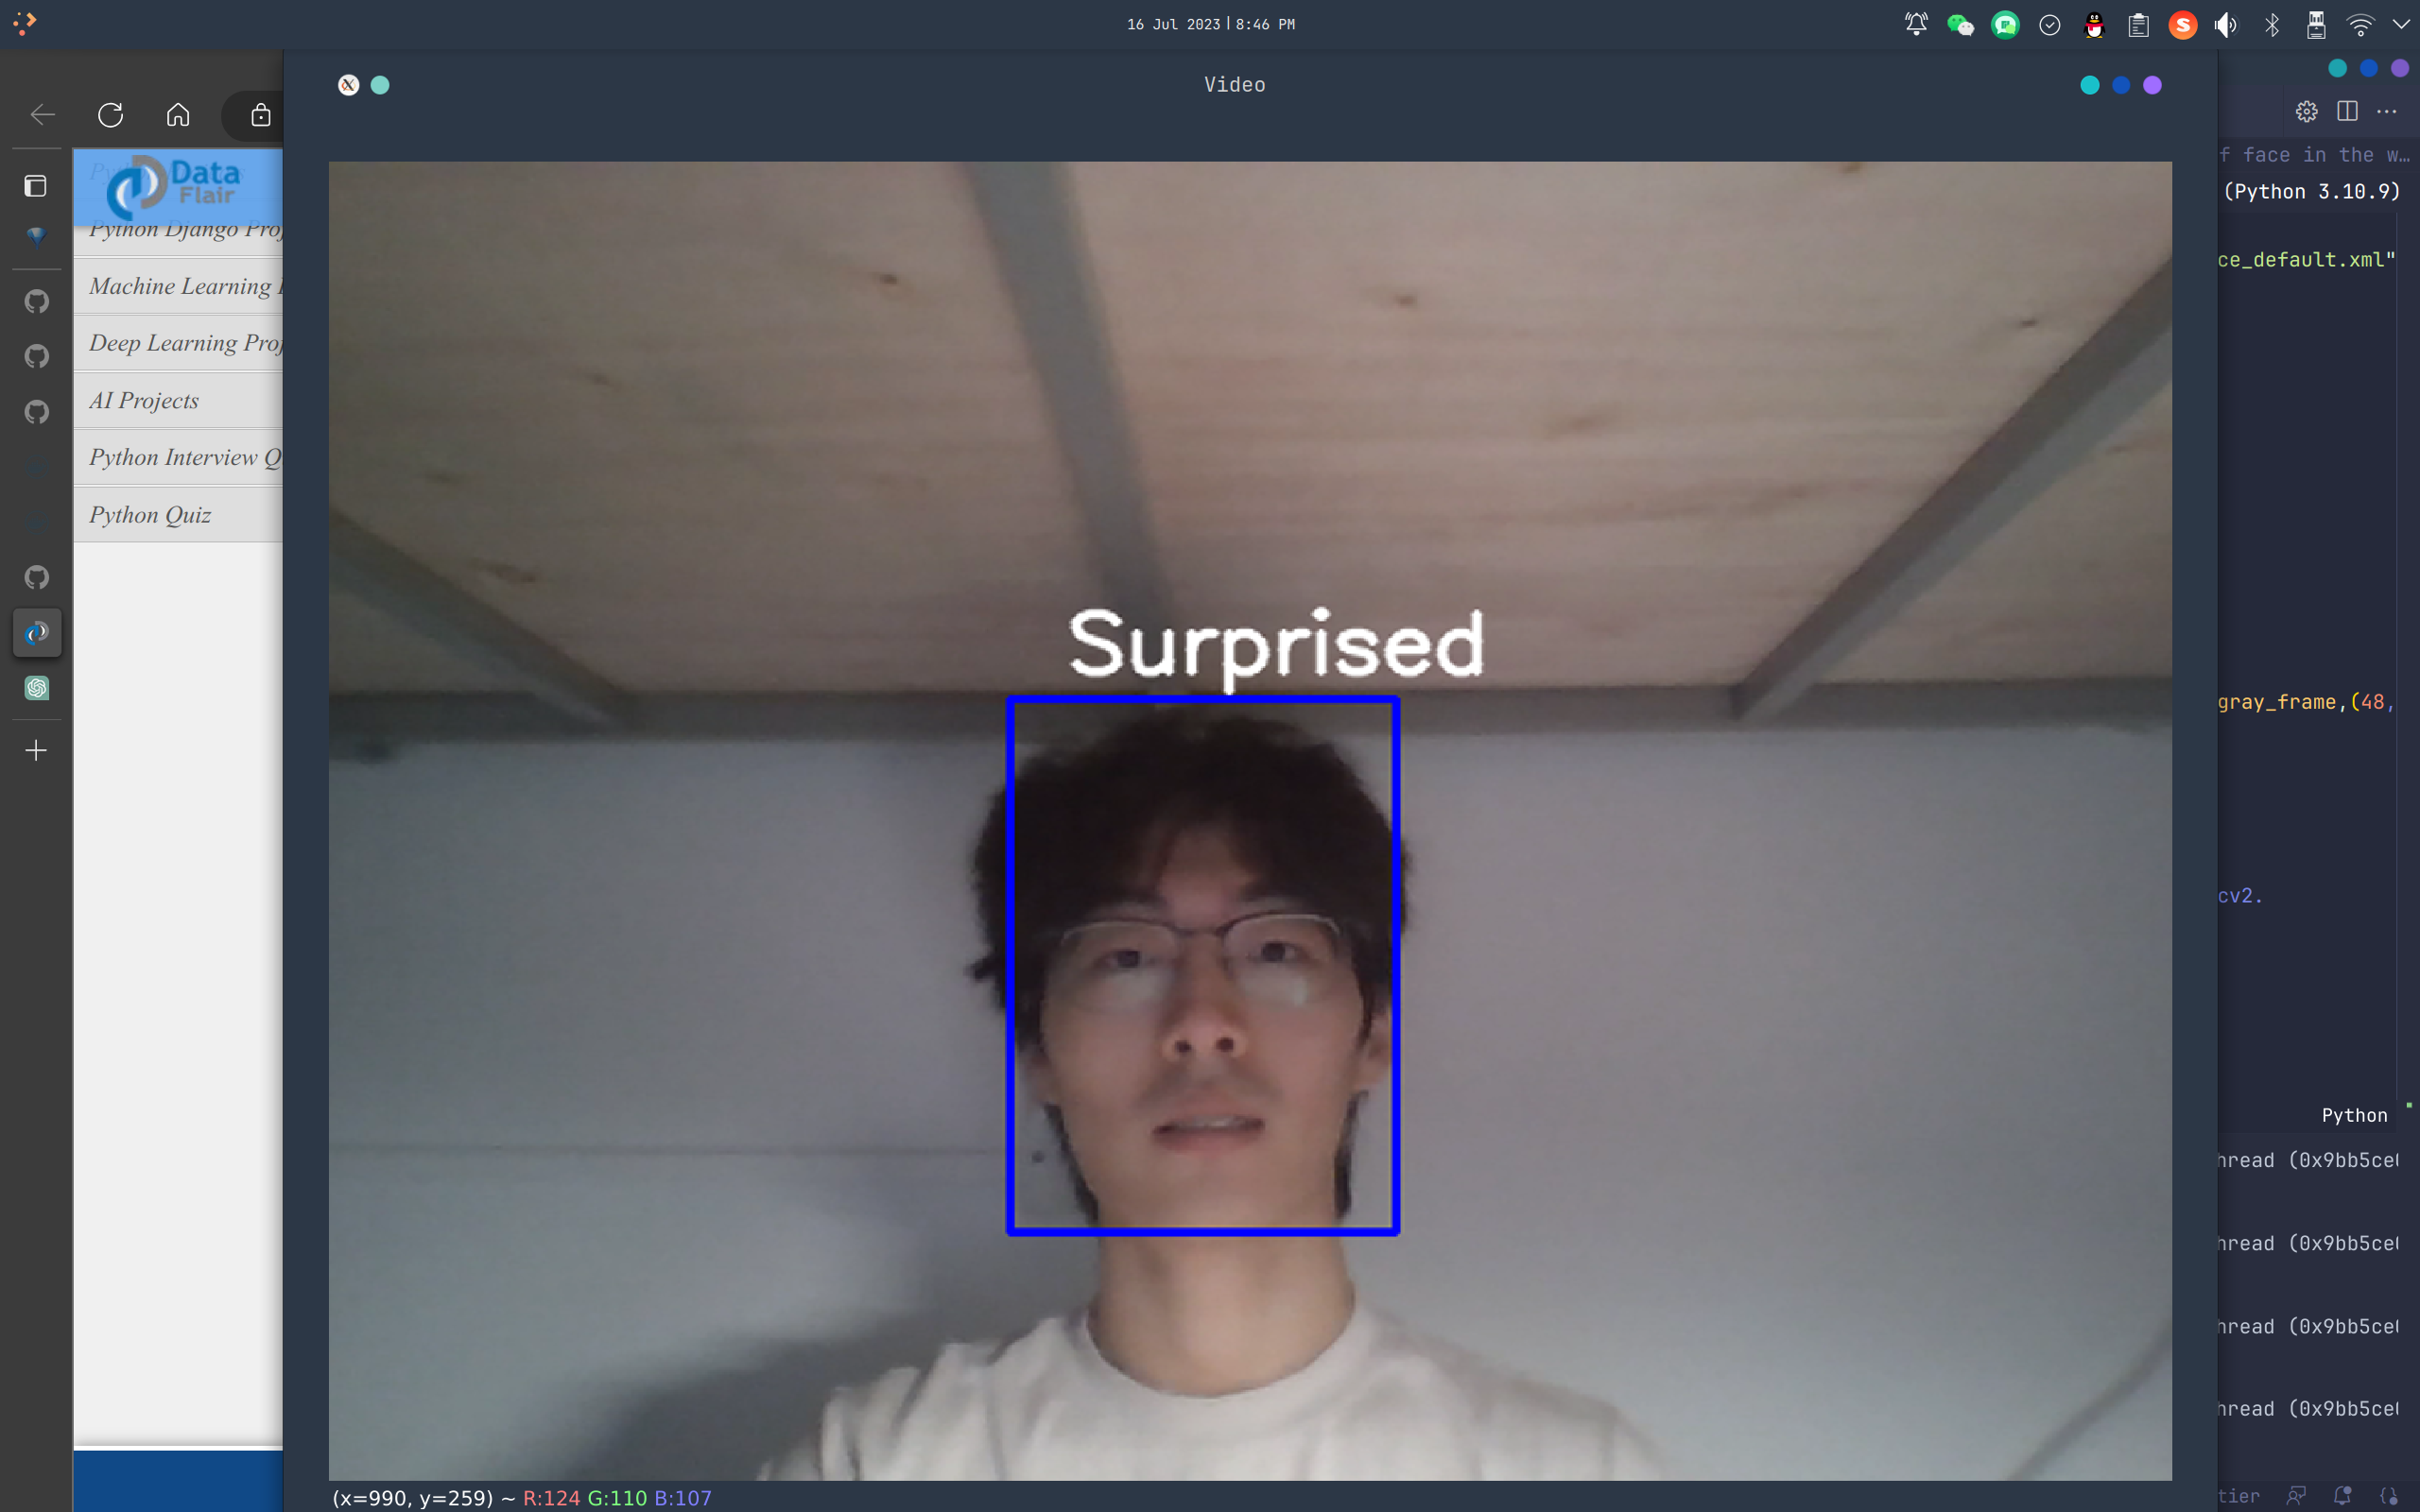 16 Jul 2023 | 8:46 PM
Video
Data
Flair
Python Django Proj
Machine Learning
Deep Learning Proj
AI Projects
Python Interview Q
Python Quiz
Surprised
f face in the w…
(Python 3.10.9)
ce_default.xml"
gray_frame,(48,
cv2.
Python
hread (0x9bb5ce
hread (0x9bb5ce
hread (0x9bb5ce
hread (0x9bb5ce
tier
(x=990, y=259) ~ R:124 G:110 B:107